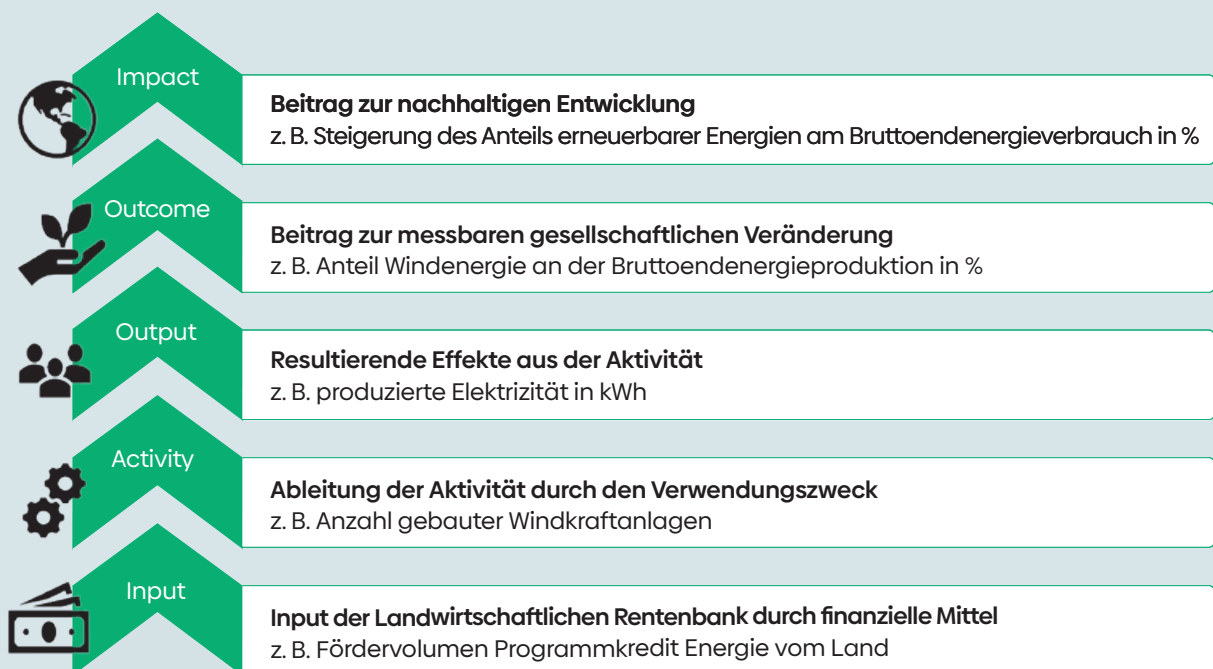 Impact
Beitrag zur nachhaltigen Entwicklung
z. B. Steigerung des Anteils erneuerbarer Energien am Bruttoendenergieverbrauch in %
Outcome
Beitrag zur messbaren gesellschaftlichen Veränderung
z. B. Anteil Windenergie an der Bruttoendenergieproduktion in %
Output
Resultierende Effekte aus der Aktivität
z. B. produzierte Elektrizität in kWh
Activity
Ableitung der Aktivität durch den Verwendungszweck
z. B. Anzahl gebauter Windkraftanlagen
Input
Input der Landwirtschaftlichen Rentenbank durch finanzielle Mittel
z. B. Fördervolumen Programmkredit Energie vom Land